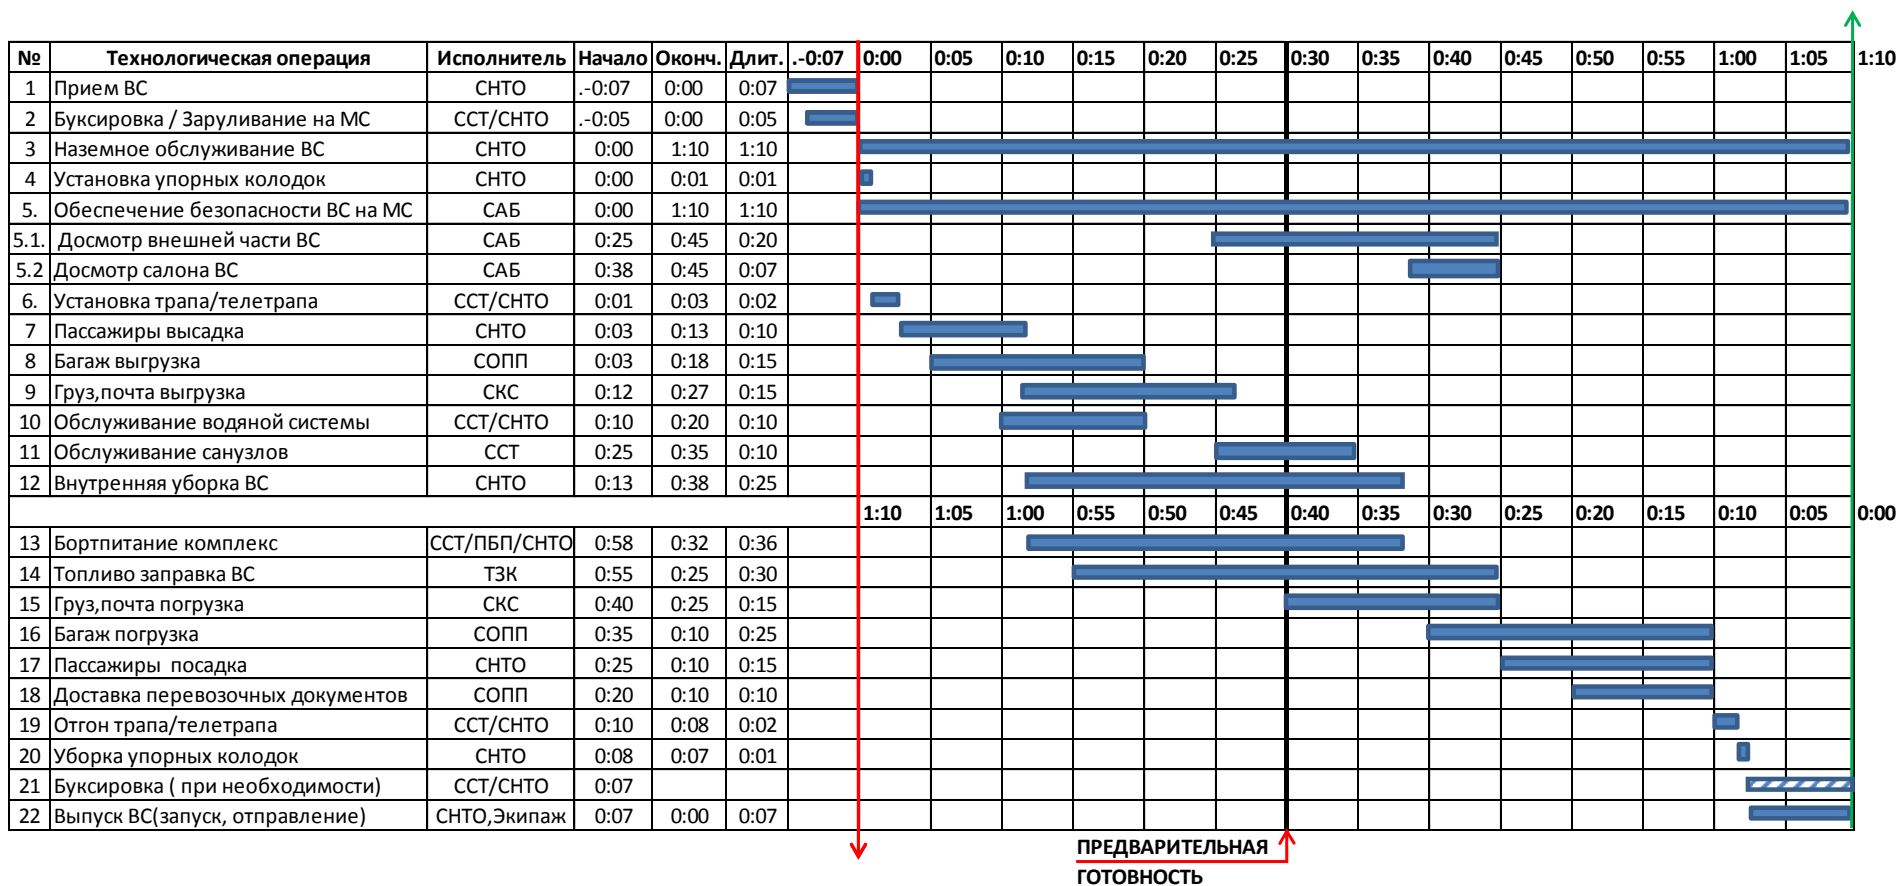 № Технологическая операция Исполнитель Начало Оконч. Длит. .-0:07 0:00 0:05 0:10 0:15 0:20 0:25 0:30 0:35 0:40 0:45 0:50 0:55 1:00 1:05 1:10
1 Прием ВС СНТО .-0:07 0:00 0:07
2 Буксировка / Заруливание на МС ССТ/СНТО .-0:05 0:00 0:05
3 Наземное обслуживание ВС СНТО 0:00 1:10 1:10
4 Установка упорных колодок СНТО 0:00 0:01 0:01
5. Обеспечение безопасности ВС на МС САБ 0:00 1:10 1:10
5.1. Досмотр внешней части ВС САБ 0:25 0:45 0:20
5.2 Досмотр салона ВС САБ 0:38 0:45 0:07
6. Установка трапа/телетрапа ССТ/СНТО 0:01 0:03 0:02
7 Пассажиры высадка СНТО 0:03 0:13 0:10
8 Багаж выгрузка СОПП 0:03 0:18 0:15
9 Груз,почта выгрузка СКС 0:12 0:27 0:15
10 Обслуживание водяной системы ССТ/СНТО 0:10 0:20 0:10
11 Обслуживание санузлов ССТ 0:25 0:35 0:10
12 Внутренняя уборка ВС СНТО 0:13 0:38 0:25
1:10 1:05 1:00 0:55 0:50 0:45 0:40 0:35 0:30 0:25 0:20 0:15 0:10 0:05 0:00
13 Бортпитание комплекс ССТ/ПБП/СНТО 0:58 0:32 0:36
14 Топливо заправка ВС ТЗК 0:55 0:25 0:30
15 Груз,почта погрузка СКС 0:40 0:25 0:15
16 Багаж погрузка СОПП 0:35 0:10 0:25
17 Пассажиры посадка СНТО 0:25 0:10 0:15
18 Доставка перевозочных документов СОПП 0:20 0:10 0:10
19 Отгон трапа/телетрапа ССТ/СНТО 0:10 0:08 0:02
20 Уборка упорных колодок СНТО 0:08 0:07 0:01
21 Буксировка ( при необходимости) ССТ/СНТО 0:07
22 Выпуск ВС(запуск, отправление) СНТО,Экипаж 0:07 0:00 0:07
ПРЕДВАРИТЕЛЬНАЯ
ГОТОВНОСТЬ